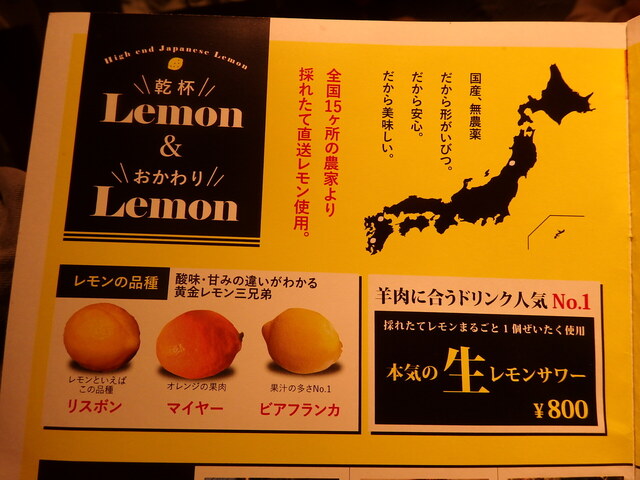 High end Japanese Lemon
乾杯
Lemon
&
おかわり
Lemon
全国15ヶ所の農家より
採れたて直送レモン使用。
国産、無農薬
だから形がいびつ。
だから安心。
だから美味しい。
レモンの品種
酸味・甘みの違いがわかる
黄金レモン三兄弟
レモンといえば
この品種
リスボン
オレンジの果肉
マイヤー
果汁の多さNo.1
ビアフランカ
羊肉に合うドリンク人気 No.1
採れたてレモンまるごと1個ぜいたく使用
本気の生レモンサワー
¥800